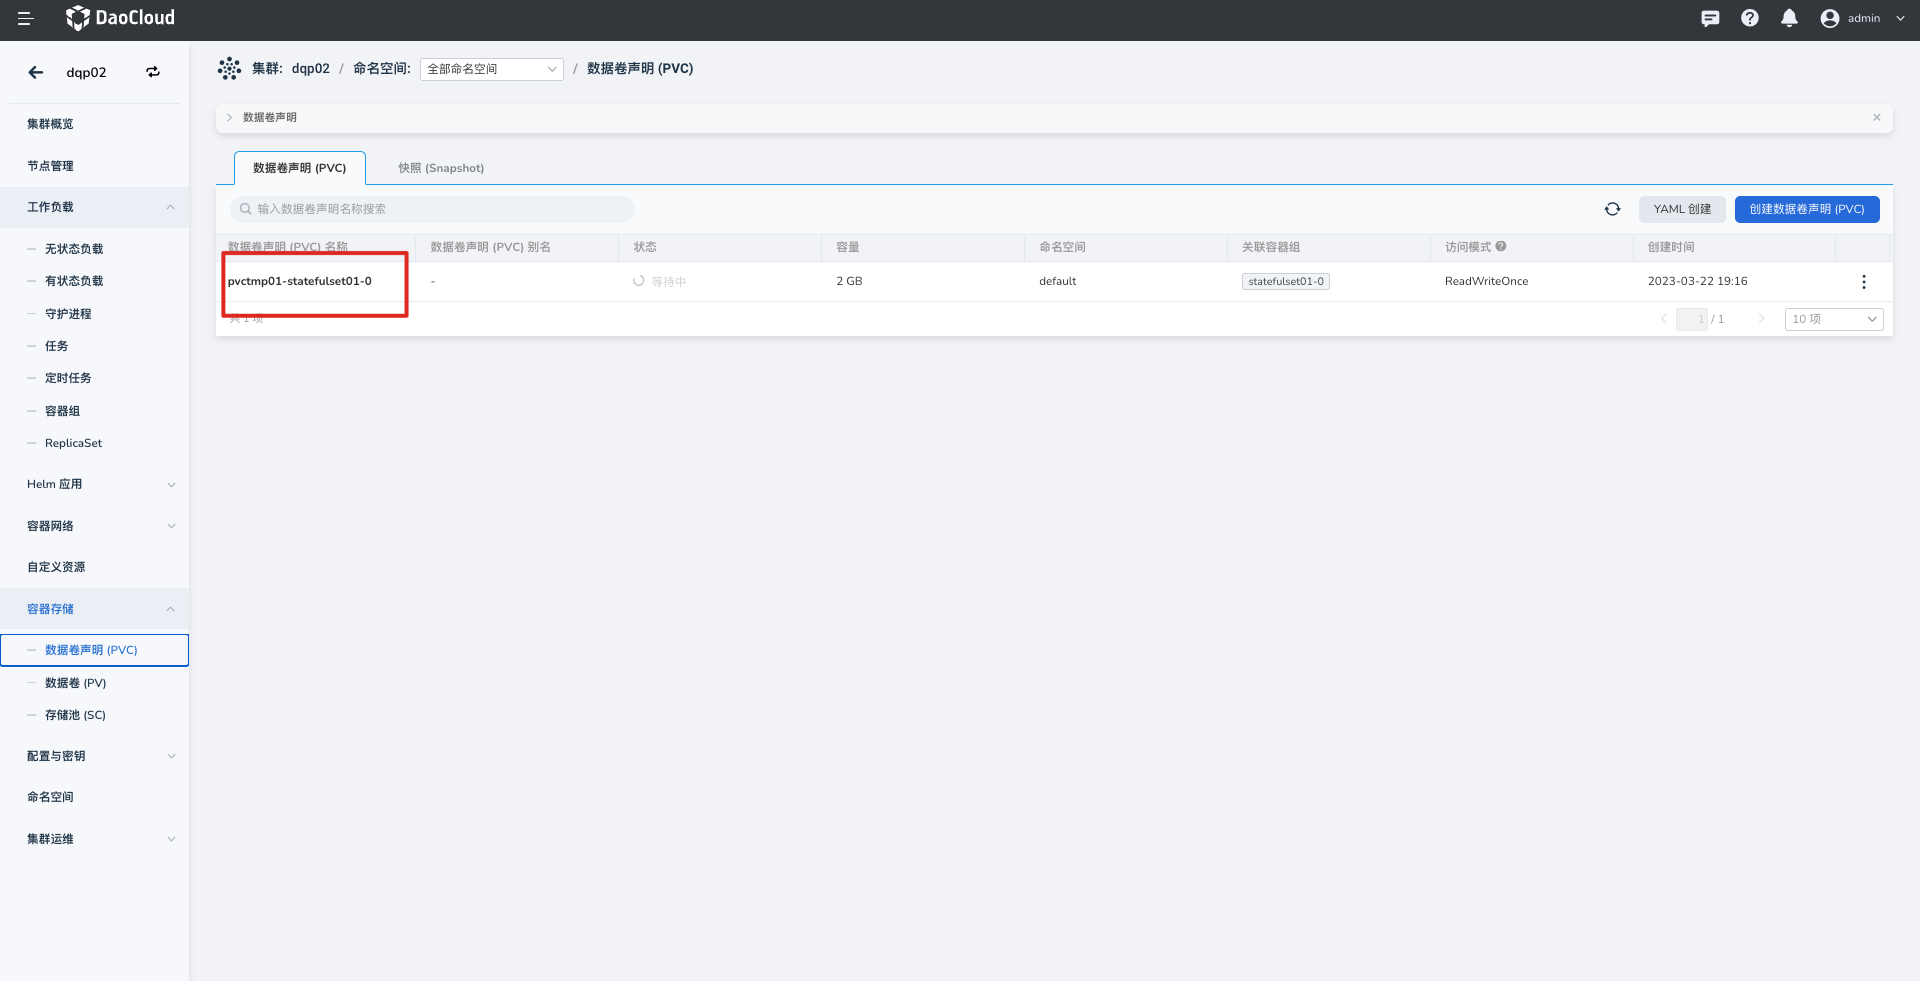 DaoCloud
admin
dqp02
集群: dqp02 / 命名空间: 全部命名空间 / 数据卷声明 (PVC)
集群概览
节点管理
工作负载
无状态负载
有状态负载
守护进程
任务
定时任务
容器组
ReplicaSet
Helm 应用
容器网络
自定义资源
容器存储
数据卷声明 (PVC)
数据卷 (PV)
存储池 (SC)
配置与密钥
命名空间
集群运维
数据卷声明
数据卷声明 (PVC) 快照 (Snapshot)
输入数据卷声明名称搜索 YAML 创建 创建数据卷声明 (PVC)
数据卷声明 (PVC) 名称 数据卷声明 (PVC) 别名 状态 容量 命名空间 关联容器组 访问模式 创建时间
pvctmp01-statefulset01-0 - 等待中 2 GB default statefulset01-0 ReadWriteOnce 2023-03-22 19:16
共 1 项 1 / 1 10 项